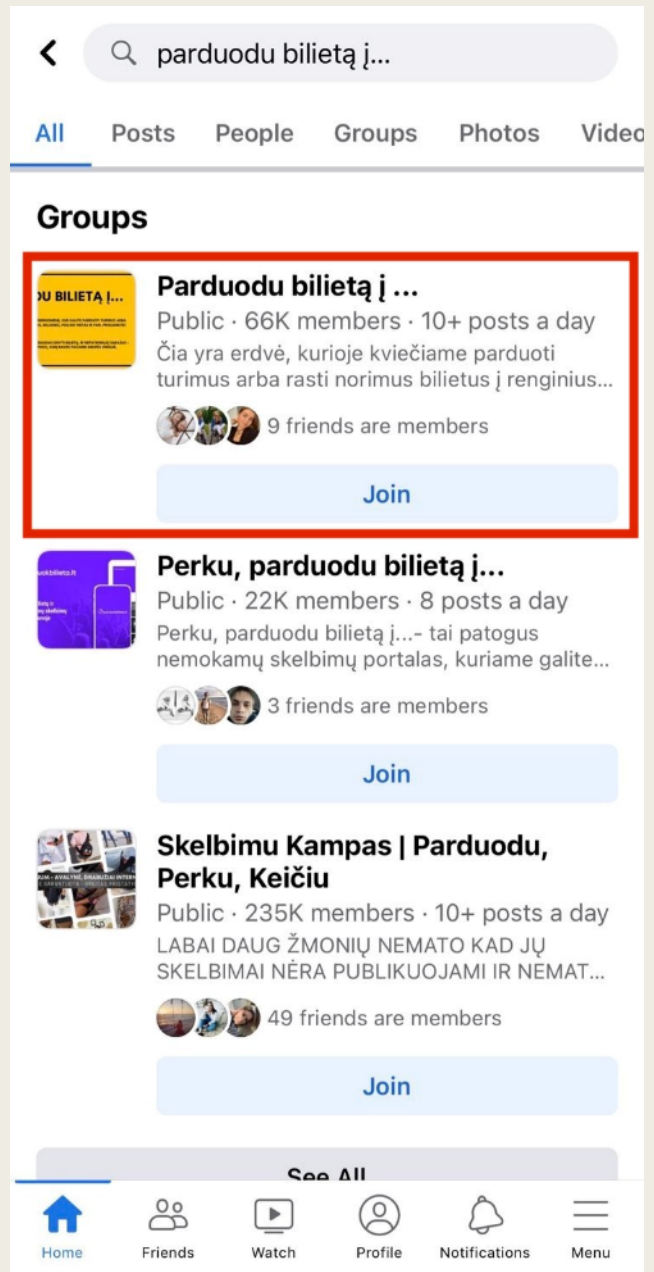 parduodu bilietą į...
All Posts People Groups Photos Video
Groups
DU BILIETĄ Į...
Parduodu bilietą į ...
Public · 66K members · 10+ posts a day
Čia yra erdvė, kurioje kviečiame parduoti
turimus arba rasti norimus bilietus į renginius...
9 friends are members
Join
Perku, parduodu bilietą į...
Public · 22K members · 8 posts a day
Perku, parduodu bilietą į...- tai patogus
nemokamų skelbimų portalas, kuriame galite...
3 friends are members
Join
Skelbimu Kampas | Parduodu,
Perku, Keičiu
Public · 235K members · 10+ posts a day
LABAI DAUG ŽMONIŲ NEMATO KAD JŲ
SKELBIMAI NĖRA PUBLIKUOJAMI IR NEMAT...
49 friends are members
Join
See All
Home Friends Watch Profile Notifications Menu